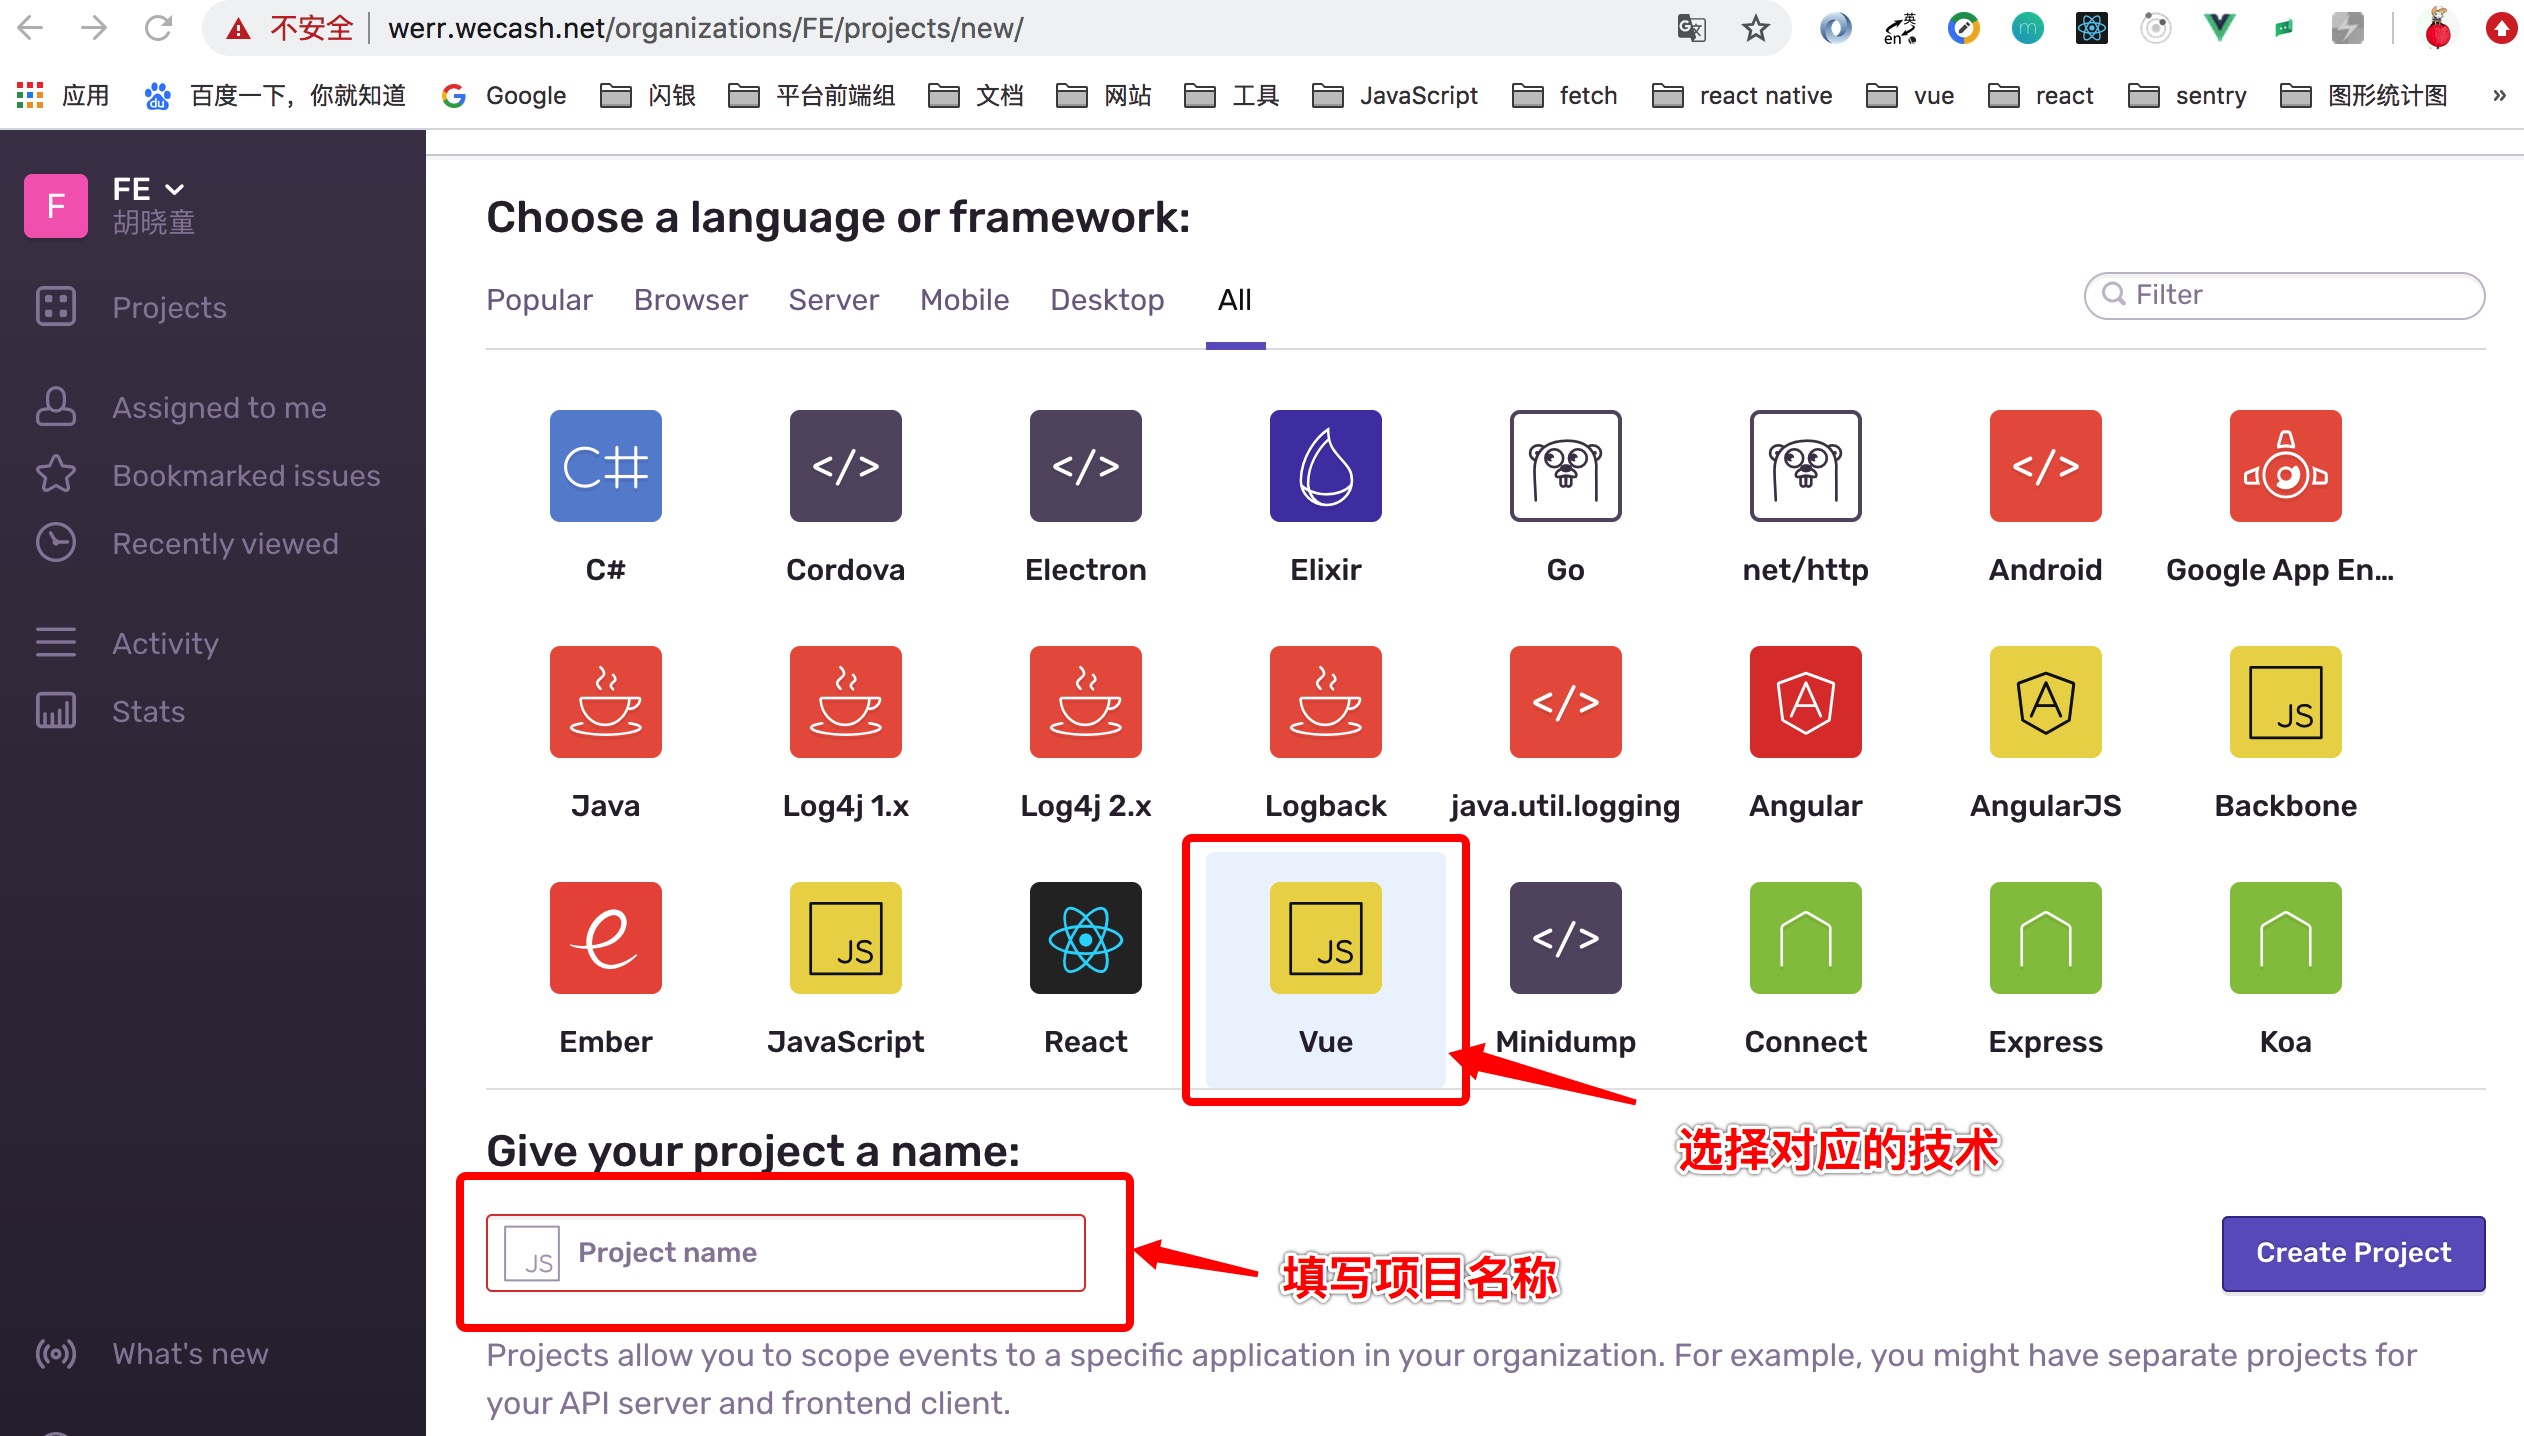 不安全 werr.wecash.net/organizations/FE/projects/new/
应用 百度一下，你就知道 Google 闪银 平台前端组 文档 网站 工具 JavaScript fetch react native vue react sentry 图形统计图 »
F FE
胡晓童
Projects
Assigned to me
Bookmarked issues
Recently viewed
Activity
Stats
What's new
Choose a language or framework:
Popular Browser Server Mobile Desktop All Filter
C# </> </> </>
C# Cordova Electron Elixir Go net/http Android Google App En...
</> JS
Java Log4j 1.x Log4j 2.x Logback java.util.logging Angular AngularJS Backbone
JS JS </>
Ember JavaScript React Vue Minidump Connect Express Koa
选择对应的技术
Give your project a name:
JS Project name
填写项目名称
Create Project
Projects allow you to scope events to a specific application in your organization. For example, you might have separate projects for
your API server and frontend client.